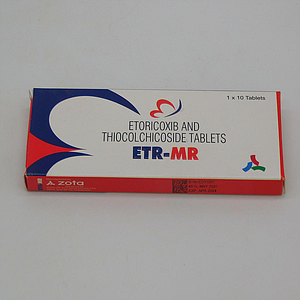 1 x 10 Tablets
ETORICOXIB AND
THIOCOLCHICOSIDE TABLETS
ETR-MR
zota